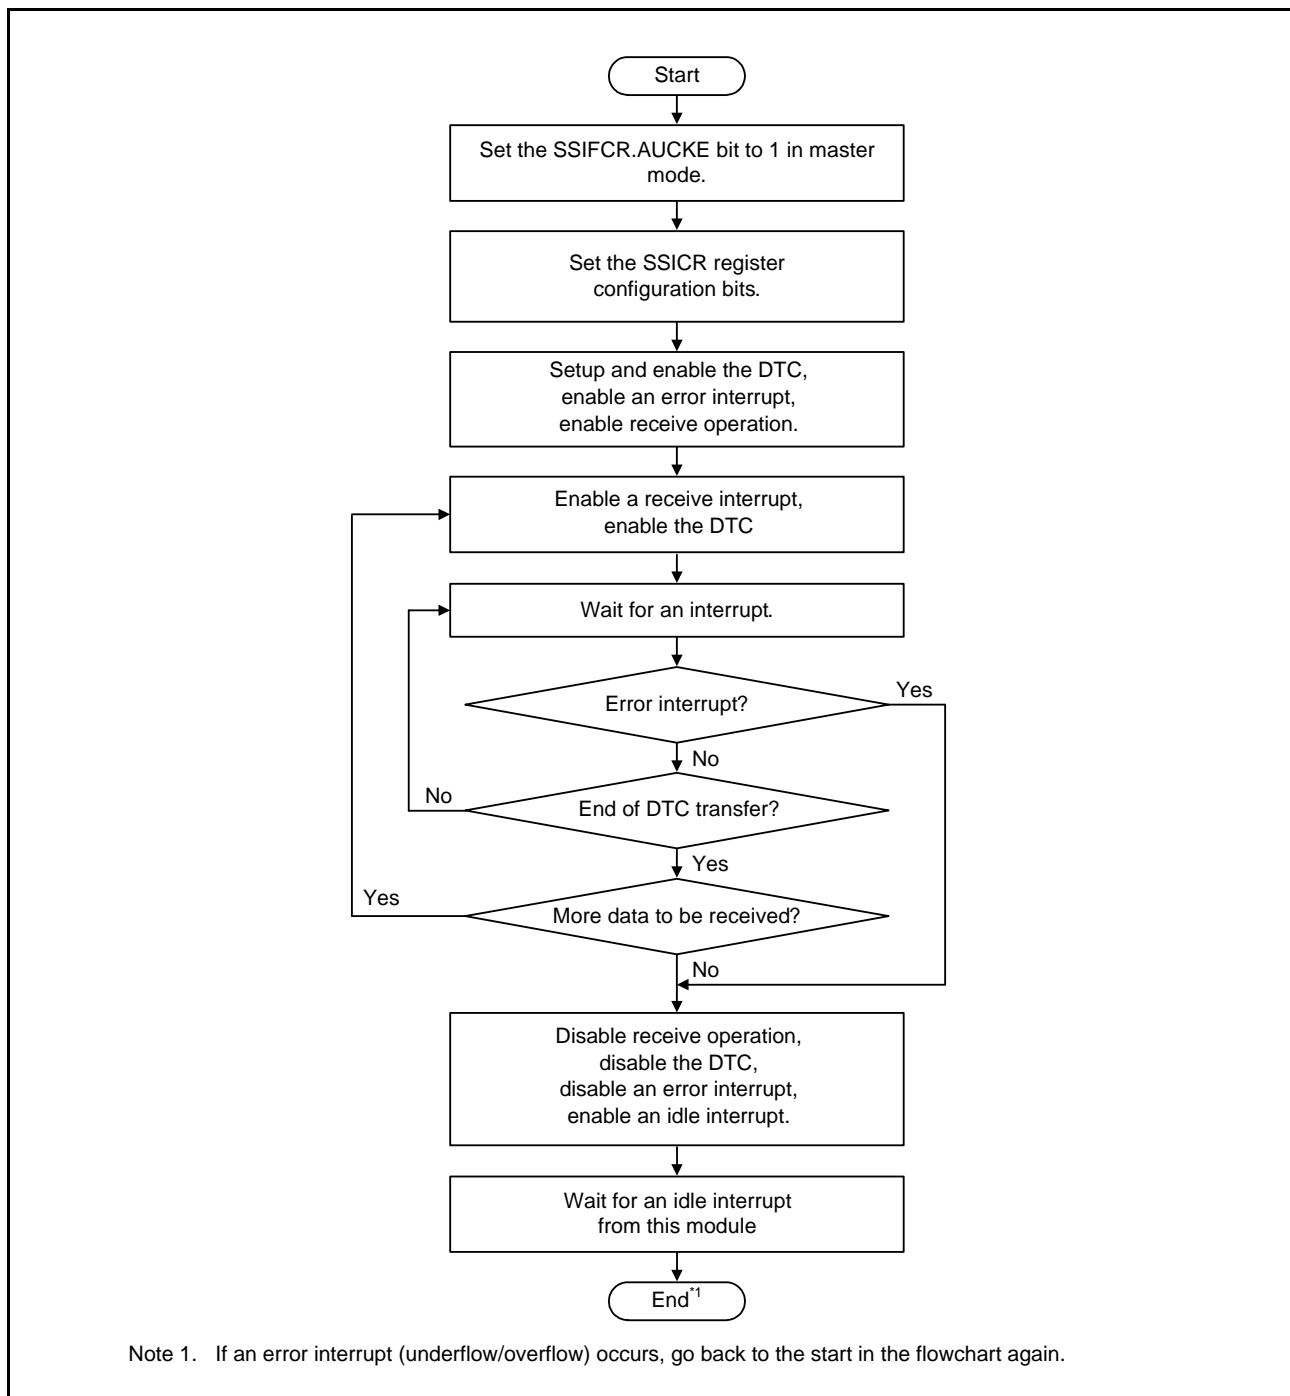 Start
Set the SSIFCR.AUCKE bit to 1 in master
mode.
Set the SSICR register
configuration bits.
Setup and enable the DTC,
enable an error interrupt,
enable receive operation.
Enable a receive interrupt,
enable the DTC
Wait for an interrupt.
Error interrupt?
Yes
No
End of DTC transfer?
No
Yes
More data to be received?
Yes
No
Disable receive operation,
disable the DTC,
disable an error interrupt,
enable an idle interrupt.
Wait for an idle interrupt
from this module
End*1
Note 1. If an error interrupt (underflow/overflow) occurs, go back to the start in the flowchart again.